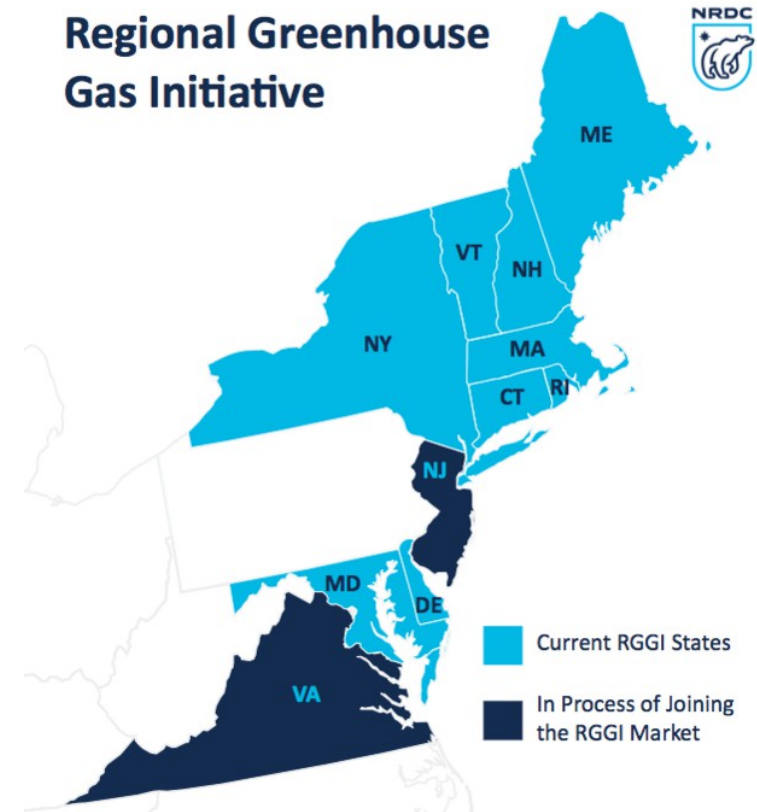 Regional Greenhouse
Gas Initiative
NRDC
ME
VT
NH
NY
MA
CT
RI
NJ
MD
DE
VA
Current RGGI States
In Process of Joining
the RGGI Market